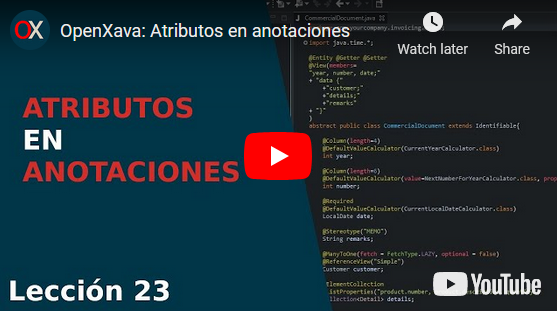 OX
OpenXava: Atributos en anotaciones
Watch later
Share
ATRIBUTOS
EN
ANOTACIONES
Lección 23
CommercialDocument.java
yourcompany.invoicing.
import java.time.*;
@Entity @Getter @Setter
@View(members=
"year, number, date;"
+ "data {"
+"customer;"
+"details;"
+"remarks"
+ "}"
)
abstract public class CommercialDocument extends Identifiable{
@Column(length=4)
@DefaultValueCalculator(CurrentYearCalculator.class)
int year;
@Column(length=6)
@DefaultValueCalculator(value=NextNumberForYearCalculator.class,
int number;
@Required
@DefaultValueCalculator(CurrentLocalDateCalculator.class)
LocalDate date;
@Stereotype("MEMO")
String remarks;
@ManyToOne(fetch = FetchType.LAZY, optional = false)
@ReferenceView("Simple")
Customer customer;
ElementCollection
ListProperties("product.number,
Collection<Detail> details;
YouTube